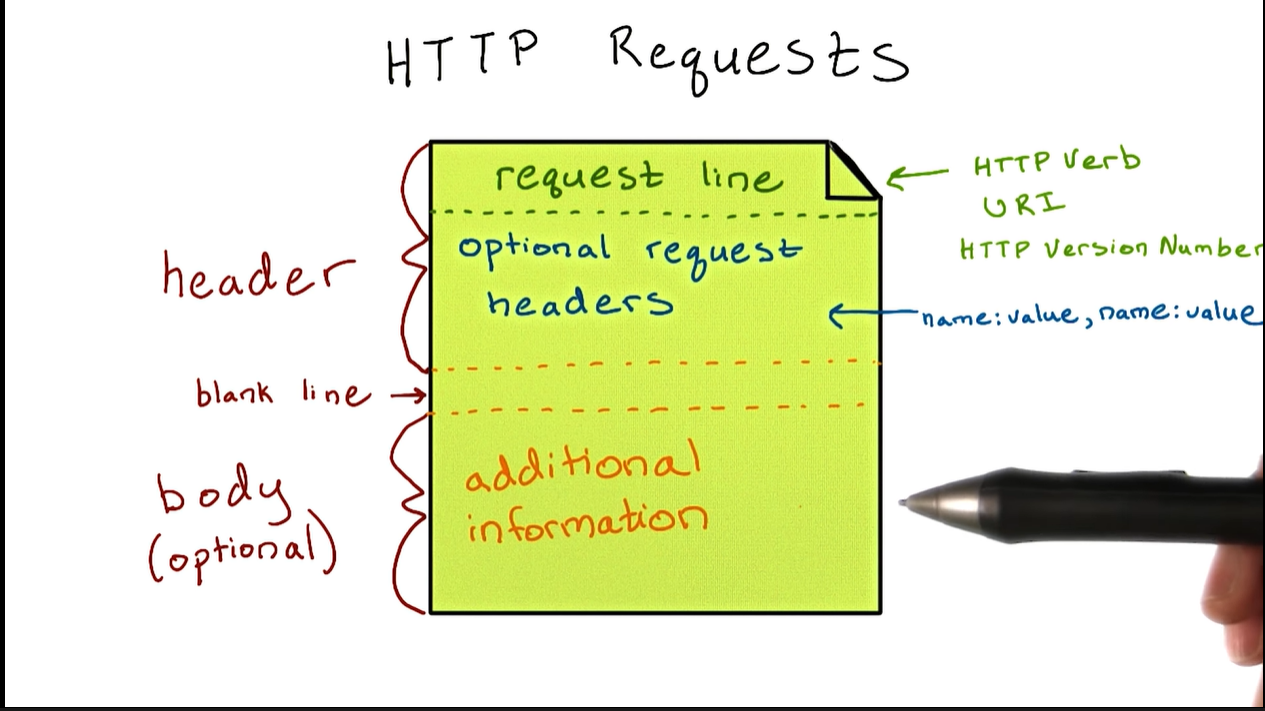 HTTP Requests
request line
HTTP Verb
URI
HTTP Version Number
optional request
headers
name:value, name:value
header
blank line
additional
information
body
(optional)